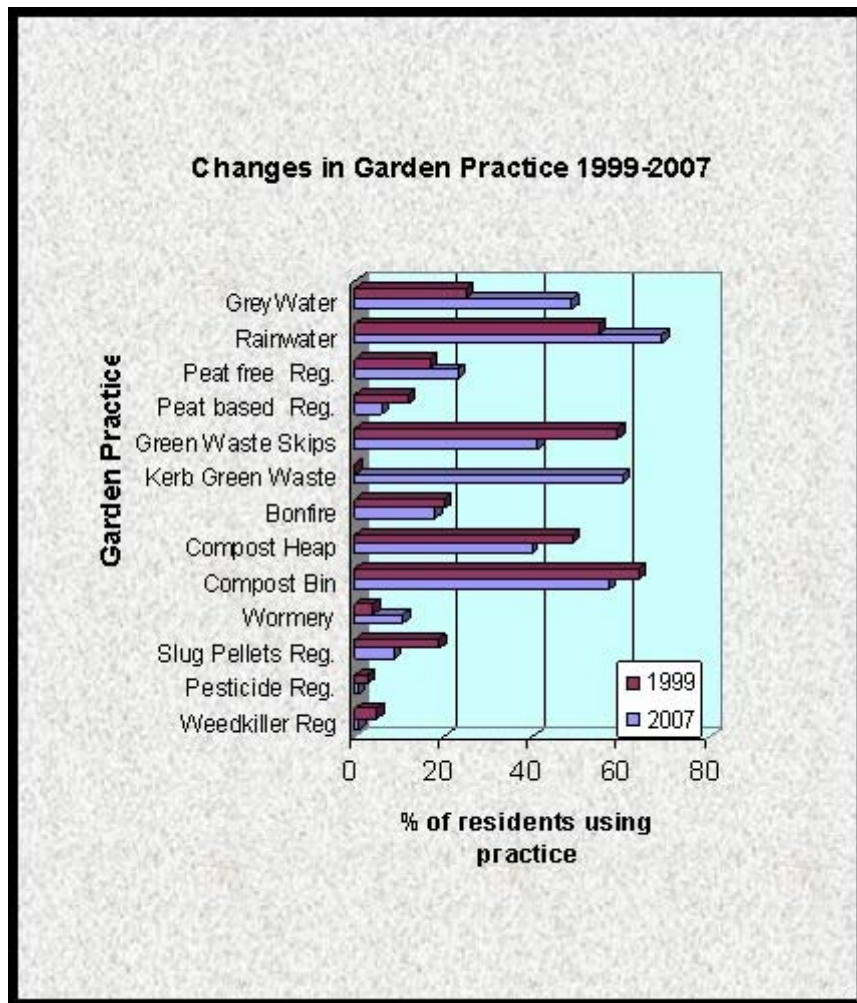 Changes in Garden Practice 1999-2007
Garden Practice
Grey Water
Rainwater
Peat free Reg.
Peat based Reg.
Green Waste Skips
Kerb Green Waste
Bonfire
Compost Heap
Compost Bin
Wormery
Slug Pellets Reg.
Pesticide Reg.
Weedkiller Reg
1999
2007
0 20 40 60 80
% of residents using
practice